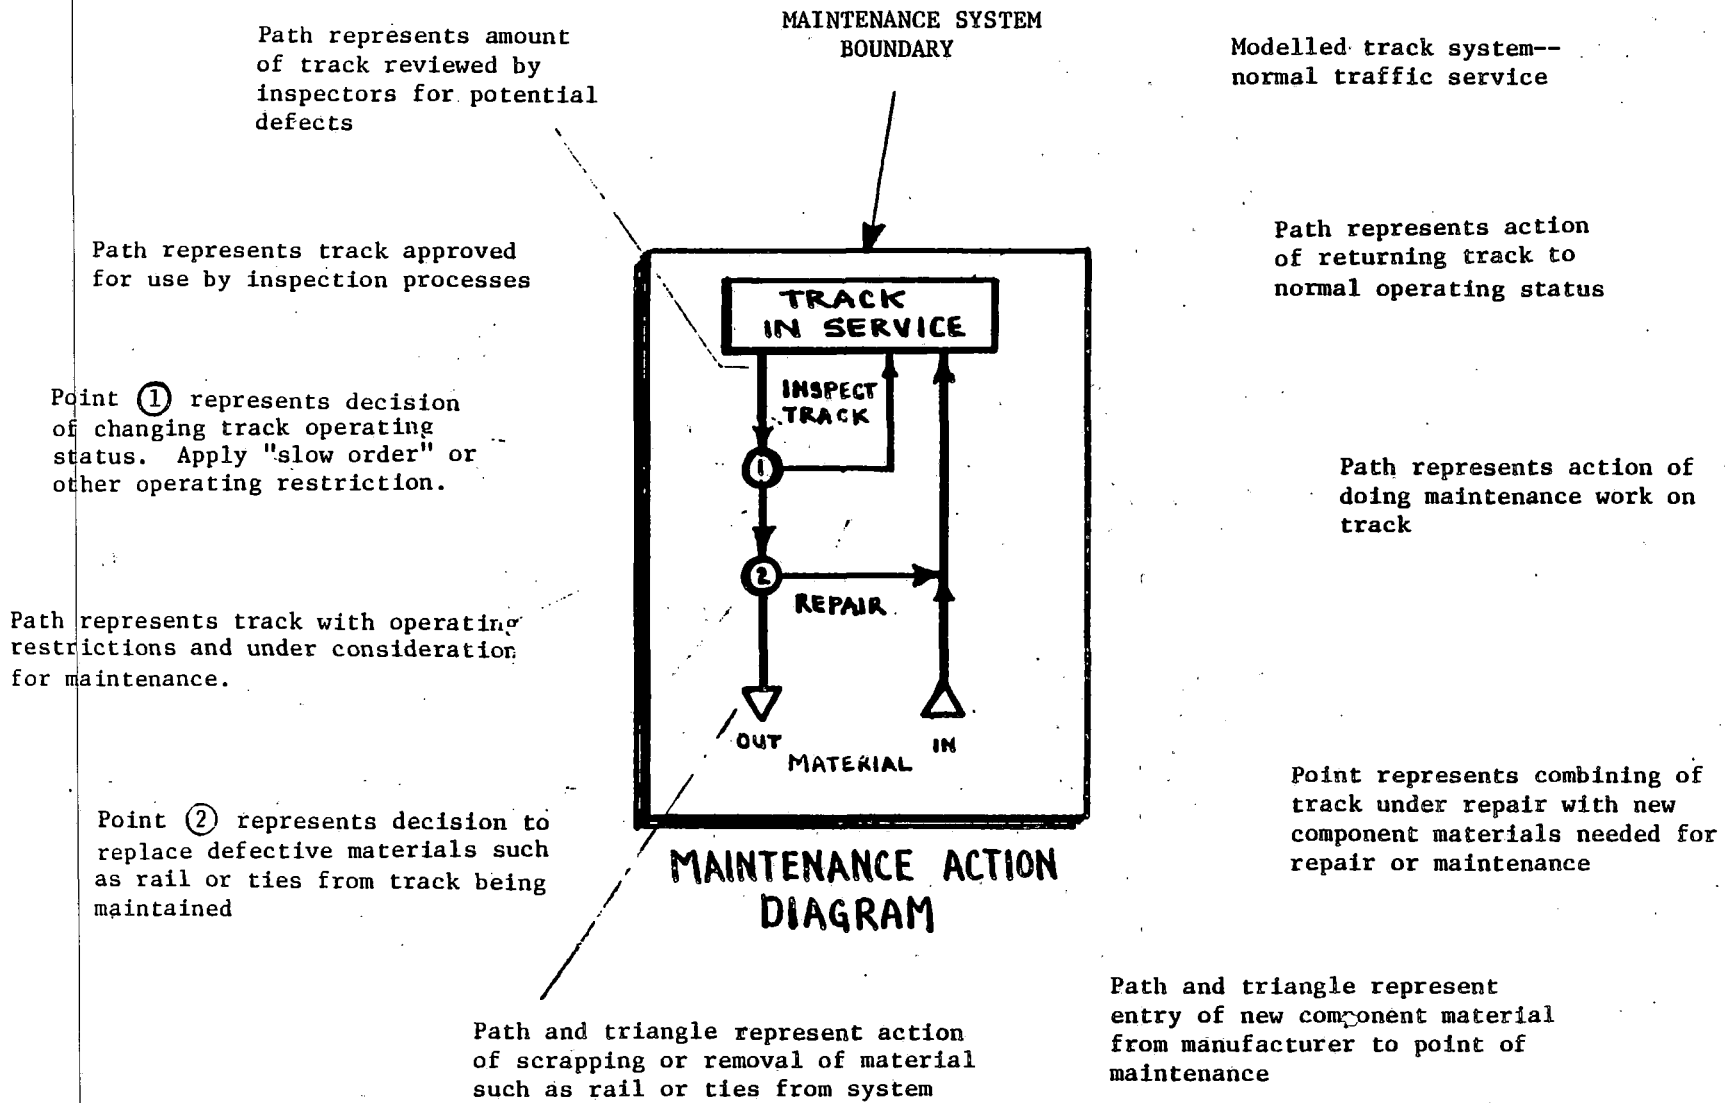 MAINTENANCE SYSTEM
BOUNDARY
Path represents amount
of track reviewed by
inspectors for potential
defects
Modelled track system--
normal traffic service
Path represents track approved
for use by inspection processes
Path represents action
of returning track to
normal operating status
TRACK
IN SERVICE
INSPECT
TRACK
1
2
REPAIR
OUT
IN
MATERIAL
Point 1 represents decision
of changing track operating
status. Apply "slow order" or
other operating restriction.
Path represents action of
doing maintenance work on
track
Path represents track with operating
restrictions and under consideration
for maintenance.
Point 2 represents decision to
replace defective materials such
as rail or ties from track being
maintained
Point represents combining of
track under repair with new
component materials needed for
repair or maintenance
MAINTENANCE ACTION
DIAGRAM
Path and triangle represent action
of scrapping or removal of material
such as rail or ties from system
Path and triangle represent
entry of new component material
from manufacturer to point of
maintenance